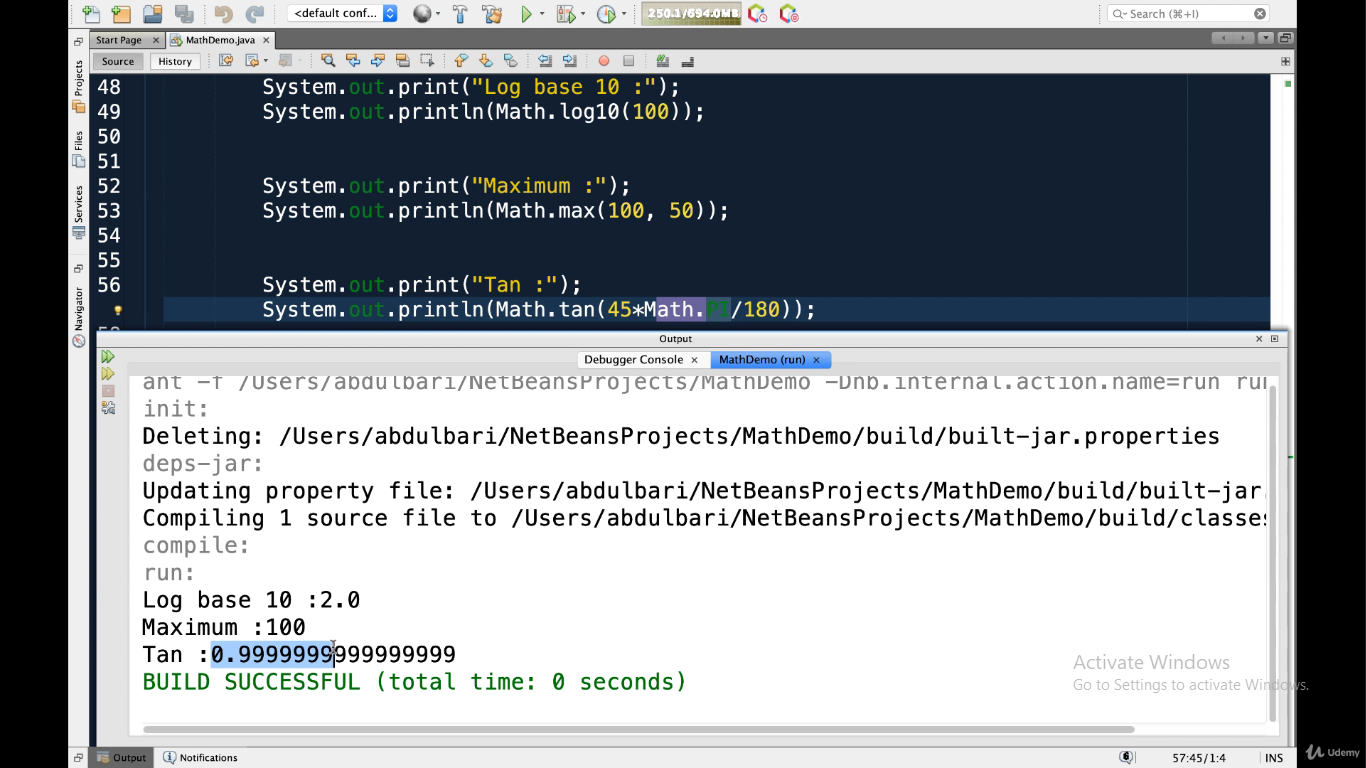 <default conf...
250.1/694.0MB
Search (⌘+I)
Start Page
MathDemo.java
Source
History
Projects
Files
Services
Navigator
48 System.out.print("Log base 10 :");
49 System.out.println(Math.log10(100));
50
51
52 System.out.print("Maximum :");
53 System.out.println(Math.max(100, 50));
54
55
56 System.out.print("Tan :");
System.out.println(Math.tan(45*Math.PI/180));
Output
Debugger Console
MathDemo (run)
ant -f /Users/abdulbari/NetBeansProjects/MathDemo -Dnb.internal.action.name=run run
init:
Deleting: /Users/abdulbari/NetBeansProjects/MathDemo/build/built-jar.properties
deps-jar:
Updating property file: /Users/abdulbari/NetBeansProjects/MathDemo/build/built-jar.
Compiling 1 source file to /Users/abdulbari/NetBeansProjects/MathDemo/build/classes
compile:
run:
Log base 10 :2.0
Maximum :100
Tan :0.9999999999999999
BUILD SUCCESSFUL (total time: 0 seconds)
Activate Windows
Go to Settings to activate Windows.
Output
Notifications
6
57:45/1:4
INS
Udemy